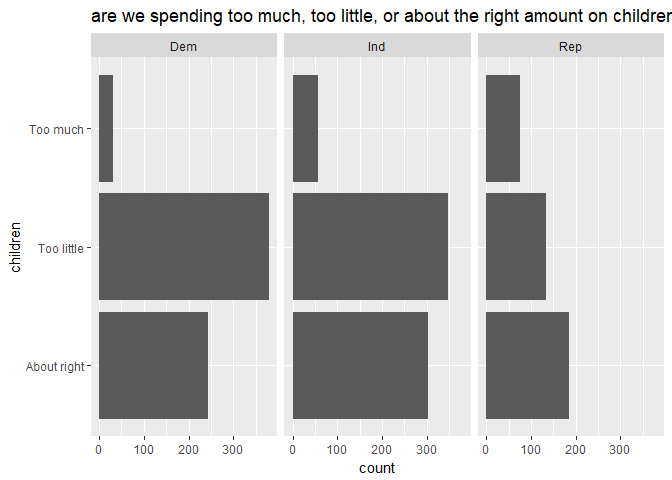 are we spending too much, too little, or about the right amount on children
Dem Ind Rep
Too much
Too little
About right
children
0 100 200 300 0 100 200 300 0 100 200 300
count